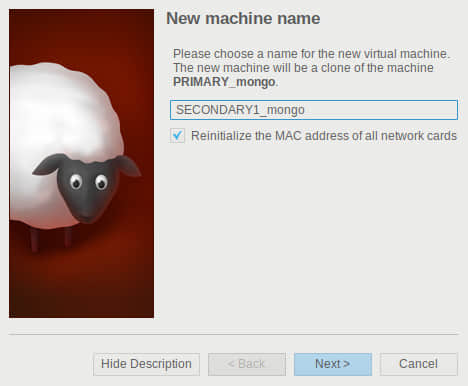 New machine name
Please choose a name for the new virtual machine.
The new machine will be a clone of the machine
PRIMARY_mongo.
SECONDARY1_mongo
Reinitialize the MAC address of all network cards
Hide Description
< Back
Next >
Cancel